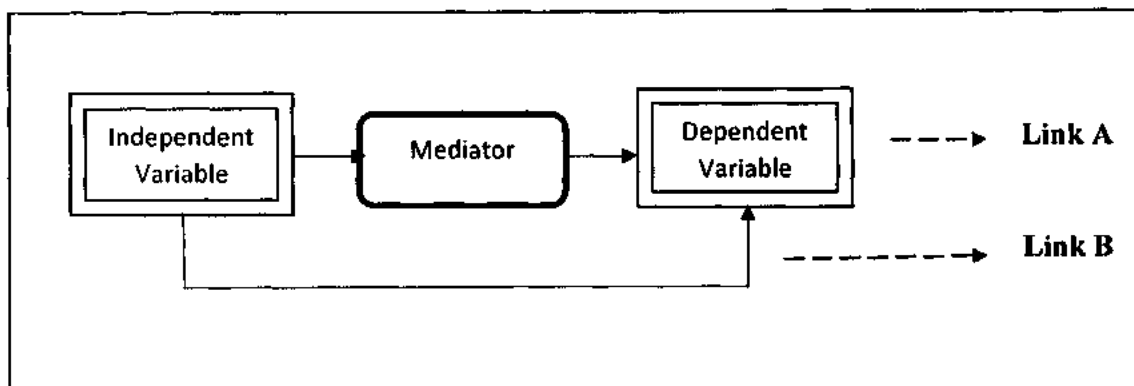 Independent
Variable
Mediator
Dependent
Variable
Link A
Link B